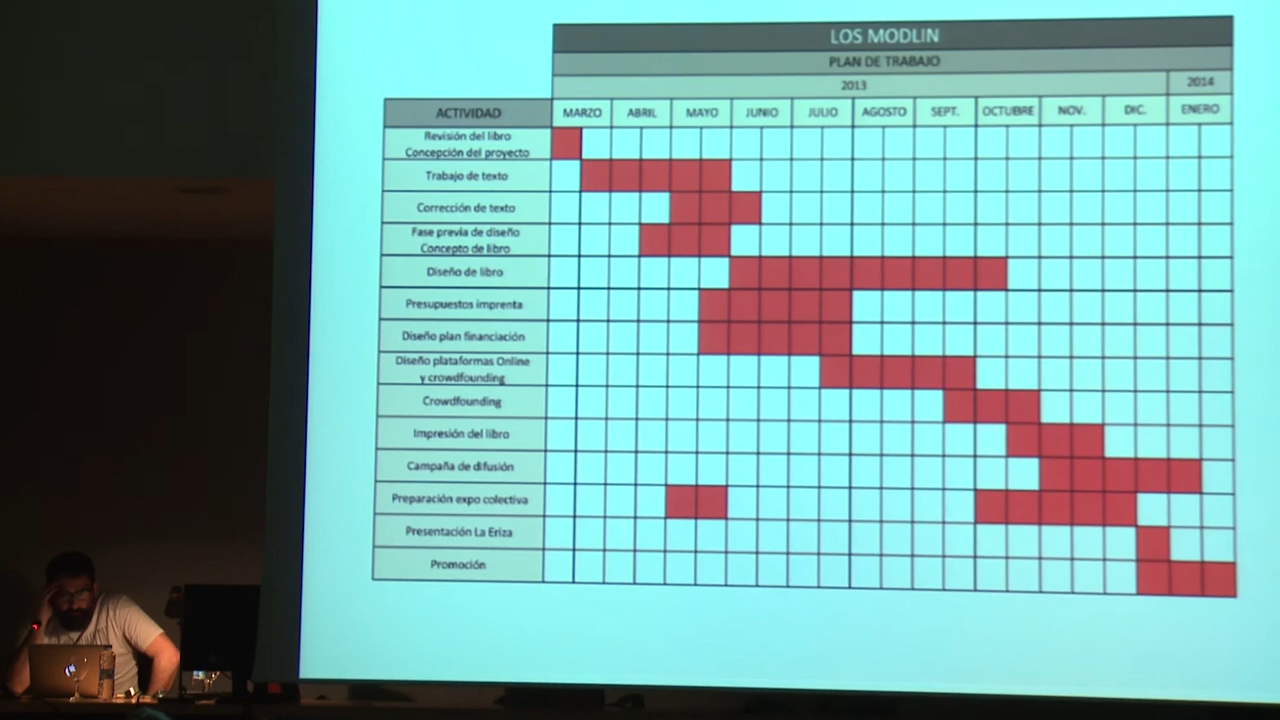 LOS MODLIN
PLAN DE TRABAJO
2013 2014
ACTIVIDAD MARZO ABRIL MAYO JUNIO JULIO AGOSTO SEPT. OCTUBRE NOV. DIC. ENERO
Revisión del libro
Concepción del proyecto
Trabajo de texto
Corrección de texto
Fase previa de diseño
Concepto de libro
Diseño de libro
Presupuestos imprenta
Diseño plan financiación
Diseño plataformas Online
y crowdfounding
Crowdfounding
Impresión del libro
Campaña de difusión
Preparación expo colectiva
Presentación La Eriza
Promoción